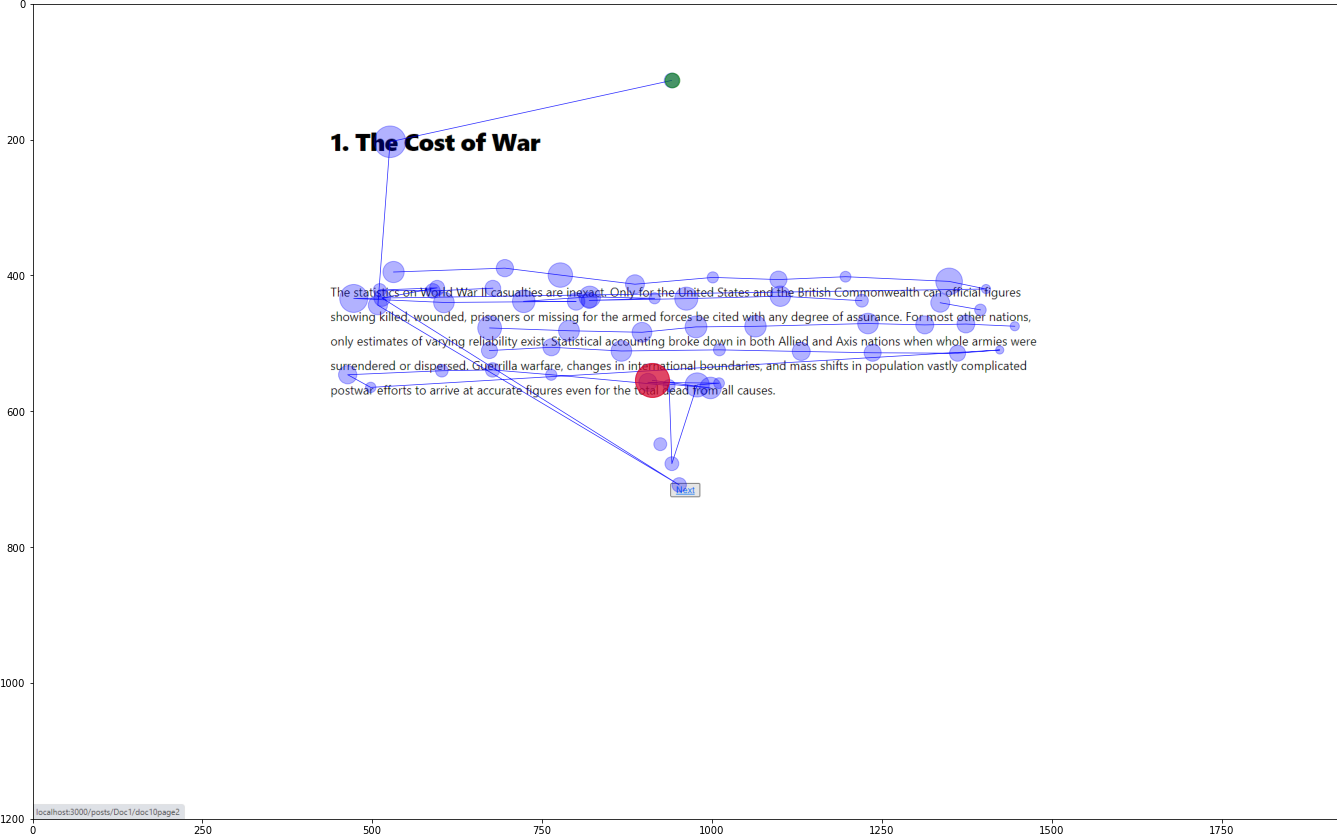 0
200
1. The Cost of War
400
The statistics on World War II casualties are inexact. Only for the United States and the British Commonwealth can official figures
showing killed, wounded, prisoners or missing for the armed forces be cited with any degree of assurance. For most other nations,
only estimates of varying reliability exist. Statistical accounting broke down in both Allied and Axis nations when whole armies were
surrendered or dispersed. Guerilla warfare, changes in international boundaries, and mass shifts in population vastly complicated
postwar efforts to arrive at accurate figures even for the total dead from all causes.
600
Next
800
1000
localhost:3000/posts/Doc1/doc10page2
1200
0 250 500 750 1000 1250 1500 1750